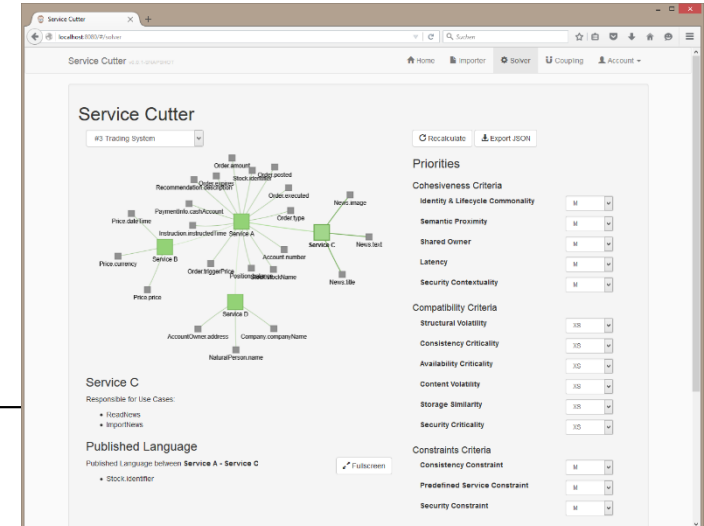 Service Cutter
localhost:8080/#/solver
Suchen
Service Cutter
Home Importer Solver Coupling Account
Service Cutter
#3 Trading System
Recalculate Export JSON
Order.amount
Order.posted
Stock.identifier
Order.expires
Recommendation.description
Order.executed
News.image
PaymentInfo.cashAccount
Order.type
Price.dateTime
Instruction.instructedTime Service A
Service C News.text
Service B
Account.number
Price.currency
Order.triggerPrice
News.title
Price.price
Service D
AccountOwner.address Company.companyName
NaturalPerson.name
Service C
Responsible for Use Cases:
ReadNews
ImportNews
Published Language
Published Language between Service A - Service C
Fullscreen
Stock.identifier
Priorities
Cohesiveness Criteria
Identity & Lifecycle Commonality M
Semantic Proximity M
Shared Owner M
Latency M
Security Contextuality M
Compatibility Criteria
Structural Volatility XS
Consistency Criticality XS
Availability Criticality XS
Content Volatility XS
Storage Similarity XS
Security Criticality XS
Constraints Criteria
Consistency Constraint M
Predefined Service Constraint M
Security Constraint M